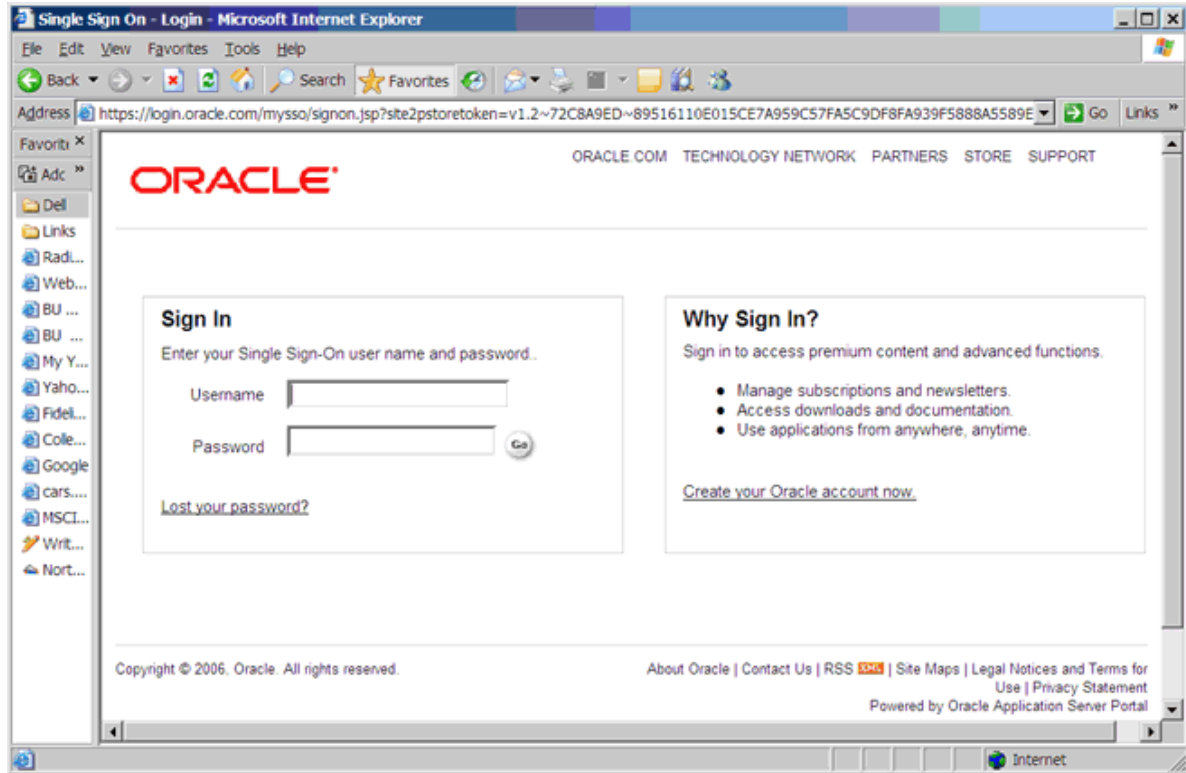 Single Sign On - Login - Microsoft Internet Explorer
File Edit View Favorites Tools Help
Back Search Favorites
Address https://login.oracle.com/mysso/signon.jsp?site2pstoretoken=v1.2~72C8A9ED~89516110E015CE7A959C57FA5C9DF8FA939F5888A5589E Go Links »
Favorit
Adc »
Dell
Links
Radi...
Web...
BU ...
BU ...
My Y...
Yaho...
Fideli...
Colle...
Google
cars....
MSCI...
Writ...
Nort...
ORACLE.COM TECHNOLOGY NETWORK PARTNERS STORE SUPPORT
ORACLE
Sign In
Enter your Single Sign-On user name and password..
Username
Password
Go
Lost your password?
Why Sign In?
Sign in to access premium content and advanced functions.
• Manage subscriptions and newsletters.
• Access downloads and documentation.
• Use applications from anywhere, anytime.
Create your Oracle account now.
Copyright © 2006, Oracle. All rights reserved.
About Oracle | Contact Us | RSS XML | Site Maps | Legal Notices and Terms for
Use | Privacy Statement
Powered by Oracle Application Server Portal
Internet